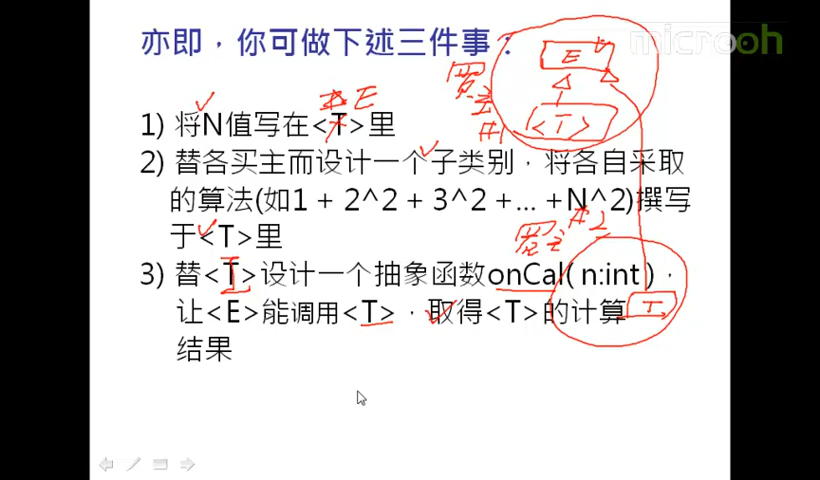 亦即，你可做下述三件事：
microoh
E
买主
#1
<T>
E
1) 将N值写在<T>里
2) 替各买主而设计一个子类别，将各自采取
的算法(如1 + 2^2 + 3^2 +... +N^2)撰写
于<T>里
买主#2
3) 替<T>设计一个抽象函数onCal( n:int )，
让<E>能调用<T>，取得<T>的计算
T
结果